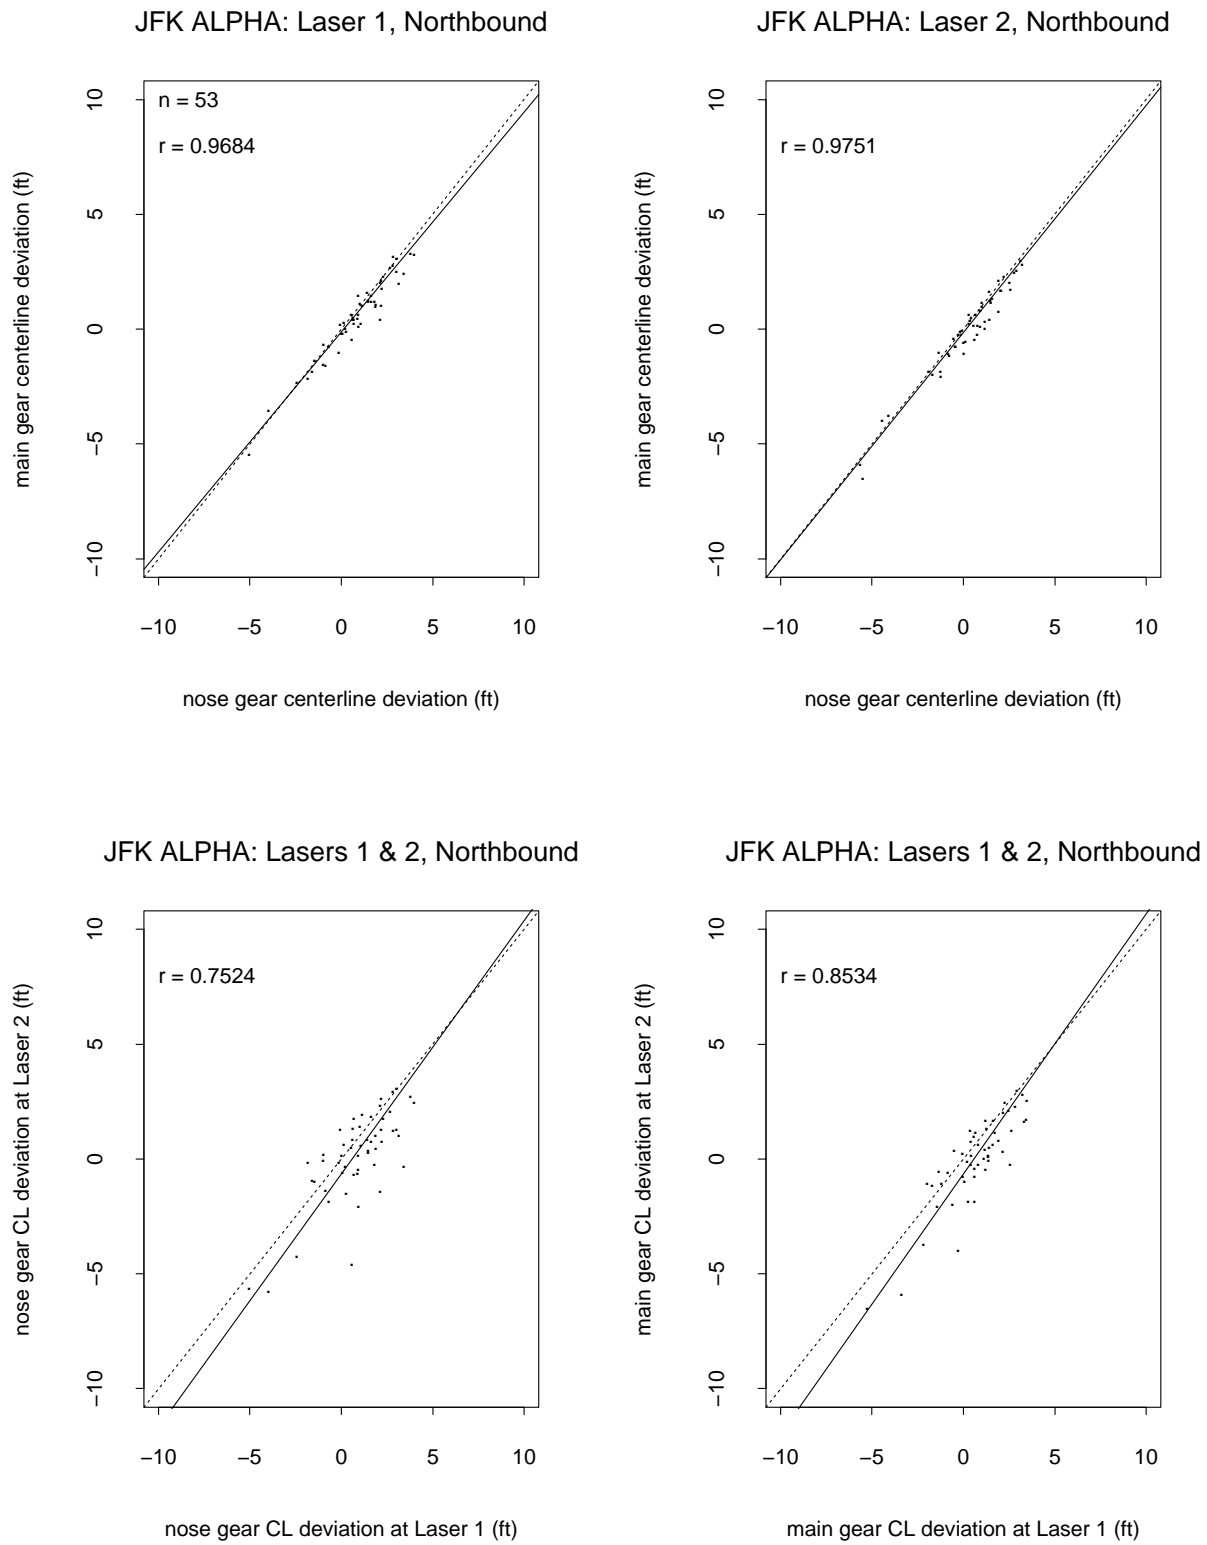 JFK ALPHA: Laser 1, Northbound
n = 53
r = 0.9684
main gear centerline deviation (ft)
10
5
0
−5
−10
−10 −5 0 5 10
nose gear centerline deviation (ft)
JFK ALPHA: Laser 2, Northbound
r = 0.9751
main gear centerline deviation (ft)
10
5
0
−5
−10
−10 −5 0 5 10
nose gear centerline deviation (ft)
JFK ALPHA: Lasers 1 & 2, Northbound
r = 0.7524
nose gear CL deviation at Laser 2 (ft)
10
5
0
−5
−10
−10 −5 0 5 10
nose gear CL deviation at Laser 1 (ft)
JFK ALPHA: Lasers 1 & 2, Northbound
r = 0.8534
main gear CL deviation at Laser 2 (ft)
10
5
0
−5
−10
−10 −5 0 5 10
main gear CL deviation at Laser 1 (ft)